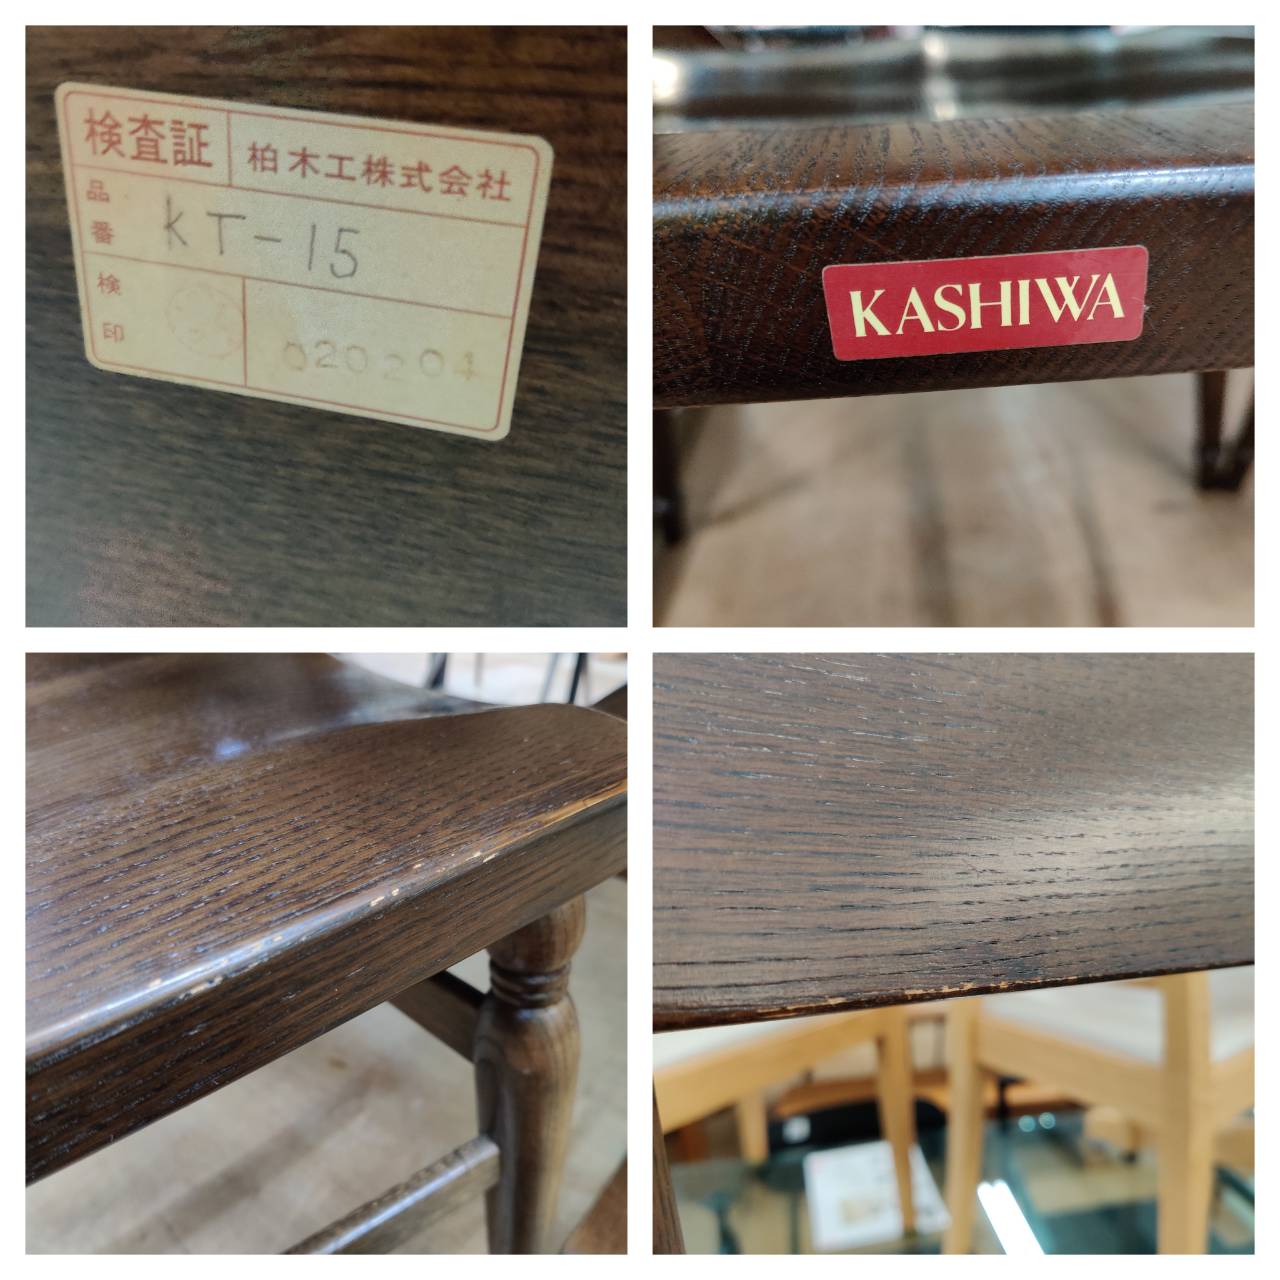 検査証 柏木工株式会社
品番 KT-15
検印 020204
KASHIWA